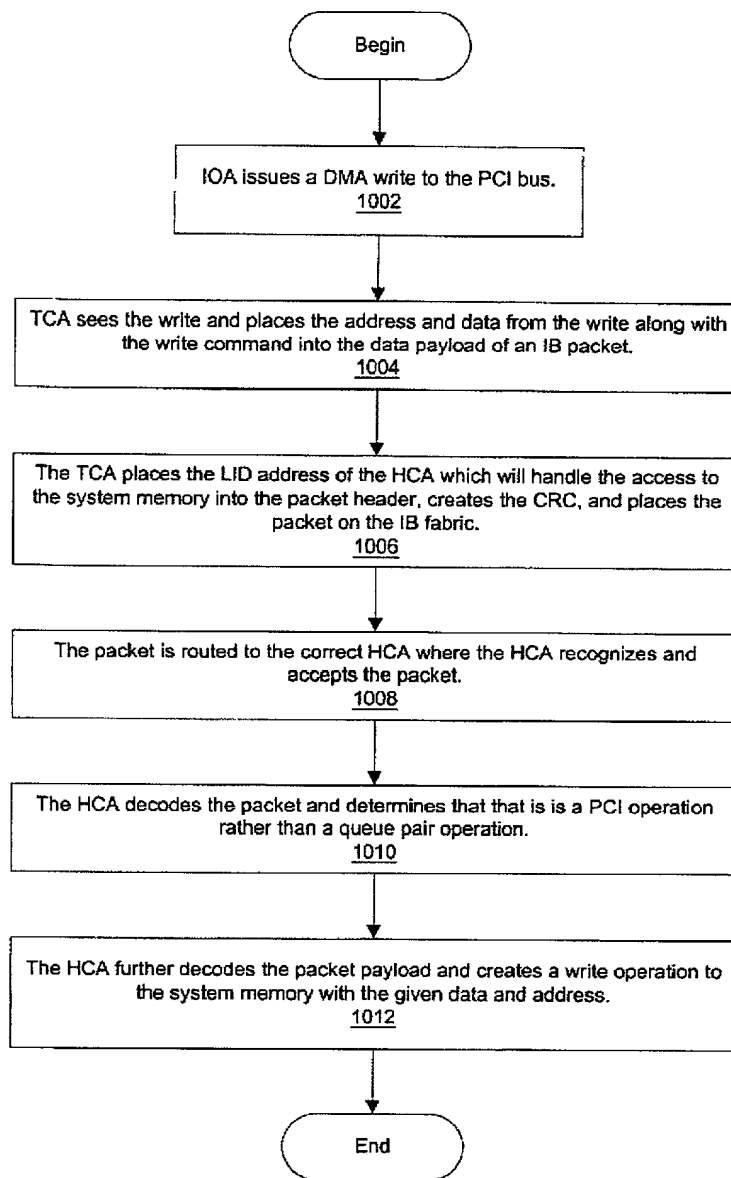 Begin
IOA issues a DMA write to the PCI bus.
1002
TCA sees the write and places the address and data from the write along with
the write command into the data payload of an IB packet.
1004
The TCA places the LID address of the HCA which will handle the access to
the system memory into the packet header, creates the CRC, and places the
packet on the IB fabric.
1006
The packet is routed to the correct HCA where the HCA recognizes and
accepts the packet.
1008
The HCA decodes the packet and determines that that is is a PCI operation
rather than a queue pair operation.
1010
The HCA further decodes the packet payload and creates a write operation to
the system memory with the given data and address.
1012
End